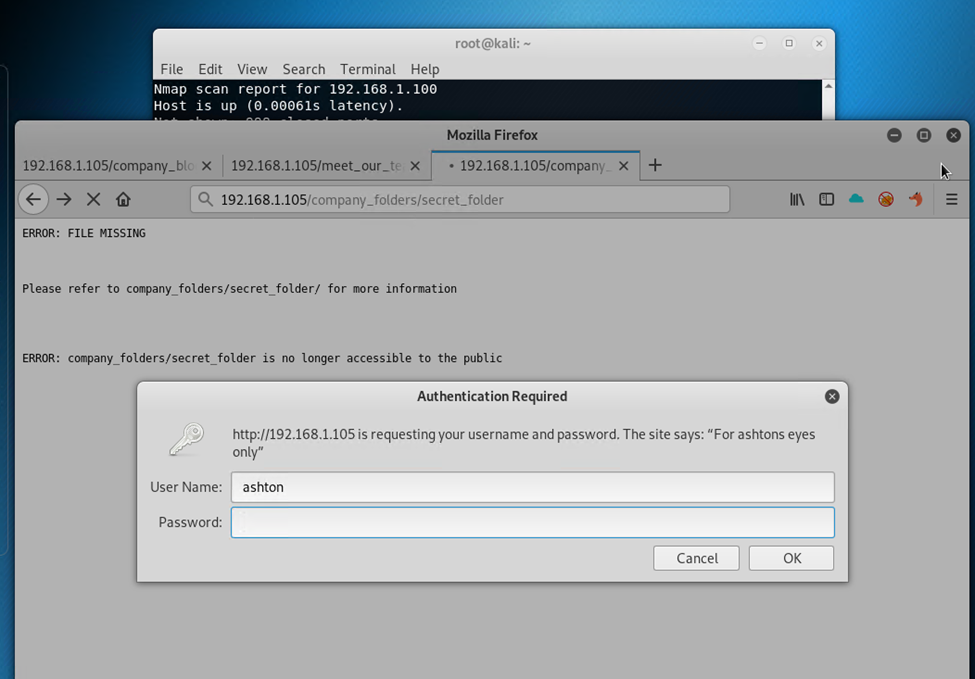 root@kali: ~
File Edit View Search Terminal Help
Nmap scan report for 192.168.1.100
Host is up (0.00061s latency).
Mozilla Firefox
192.168.1.105/company_blo 192.168.1.105/meet_our_te 192.168.1.105/company_
192.168.1.105/company_folders/secret_folder
ERROR: FILE MISSING
Please refer to company_folders/secret_folder/ for more information
ERROR: company_folders/secret_folder is no longer accessible to the public
Authentication Required
http://192.168.1.105 is requesting your username and password. The site says: “For ashtons eyes
only”
User Name: ashton
Password:
Cancel OK